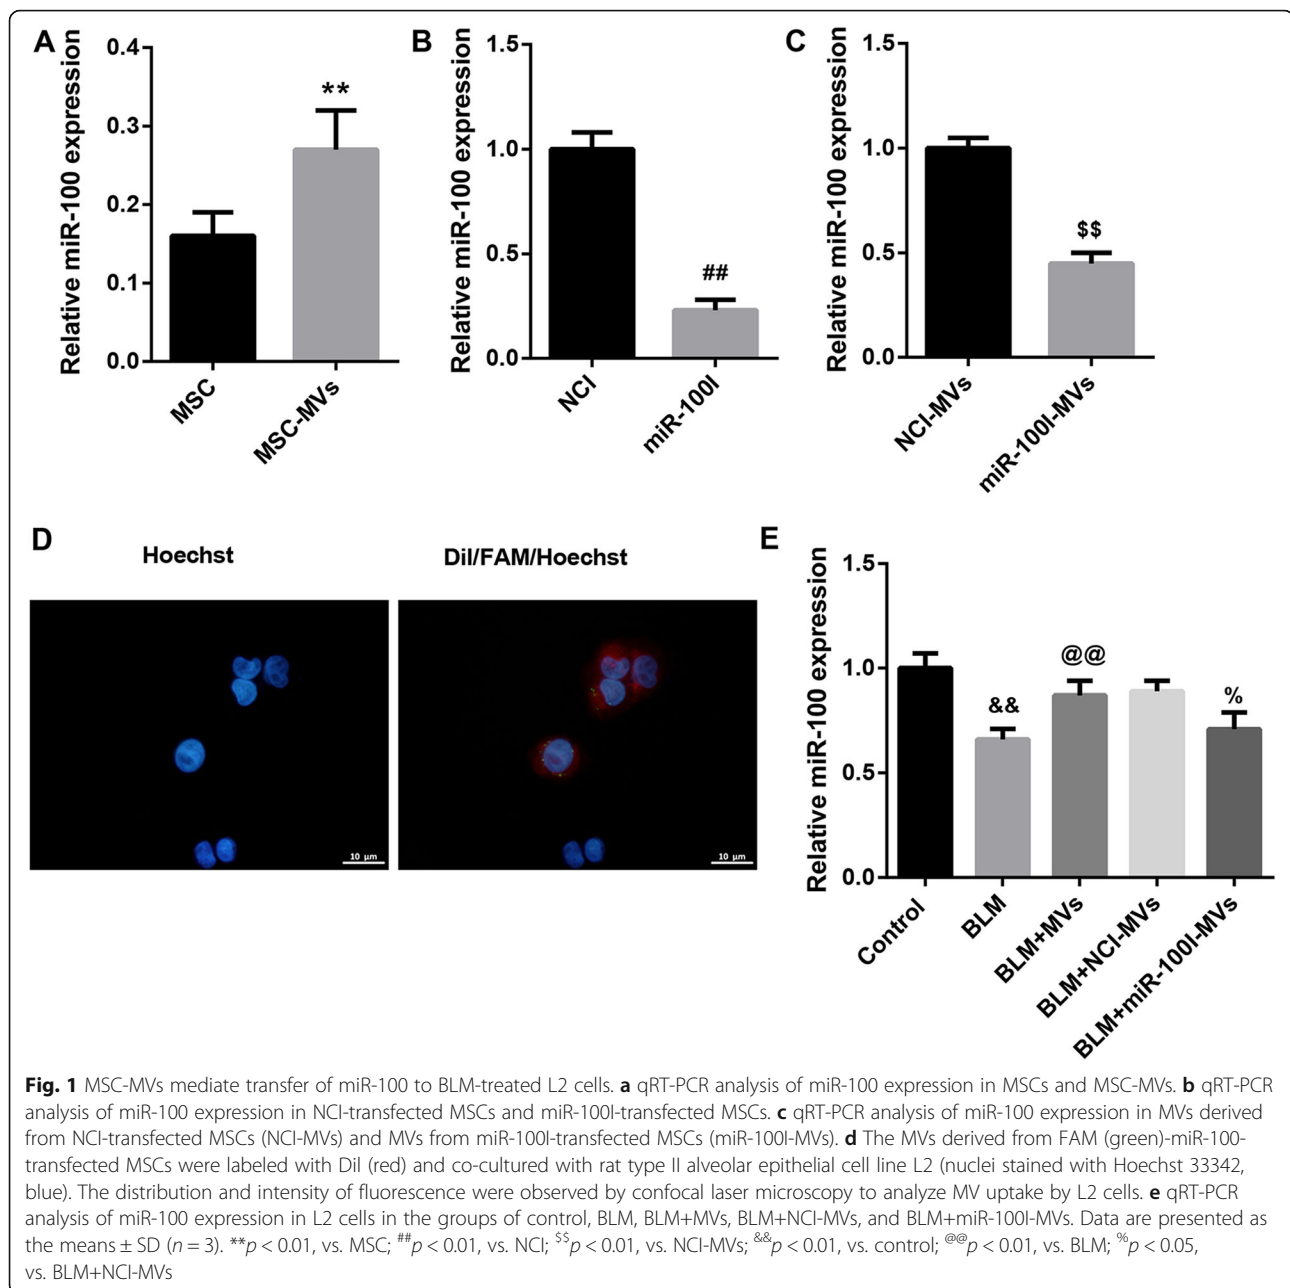 A
Relative miR-100 expression
0.4
0.3
0.2
0.1
0.0
**
MSC
MSC-MVs
B
Relative miR-100 expression
1.5
1.0
0.5
0.0
##
NCI
miR-100I
C
Relative miR-100 expression
1.5
1.0
0.5
0.0
$$
NCI-MVs
miR-100I-MVs
D
Hoechst
Dil/FAM/Hoechst
10 μm
10 μm
E
Relative miR-100 expression
1.5
1.0
0.5
0.0
&&
@@
%
Control
BLM
BLM+MVs
BLM+NCI-MVs
BLM+miR-100I-MVs
Fig. 1 MSC-MVs mediate transfer of miR-100 to BLM-treated L2 cells. a qRT-PCR analysis of miR-100 expression in MSCs and MSC-MVs. b qRT-PCR
analysis of miR-100 expression in NCI-transfected MSCs and miR-100I-transfected MSCs. c qRT-PCR analysis of miR-100 expression in MVs derived
from NCI-transfected MSCs (NCI-MVs) and MVs from miR-100I-transfected MSCs (miR-100I-MVs). d The MVs derived from FAM (green)-miR-100-
transfected MSCs were labeled with Dil (red) and co-cultured with rat type II alveolar epithelial cell line L2 (nuclei stained with Hoechst 33342,
blue). The distribution and intensity of fluorescence were observed by confocal laser microscopy to analyze MV uptake by L2 cells. e qRT-PCR
analysis of miR-100 expression in L2 cells in the groups of control, BLM, BLM+MVs, BLM+NCI-MVs, and BLM+miR-100I-MVs. Data are presented as
the means ± SD (n = 3). **p < 0.01, vs. MSC; ##p < 0.01, vs. NCI; $$p < 0.01, vs. NCI-MVs; &&p < 0.01, vs. control; @@p < 0.01, vs. BLM; %p < 0.05,
vs. BLM+NCI-MVs